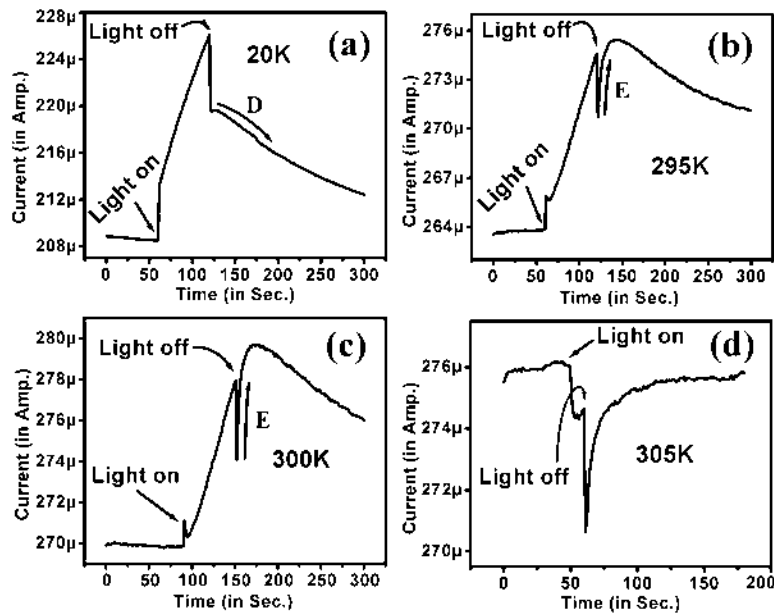 (a)
228μ
224μ
220μ
216μ
212μ
208μ
Current (in Amp.)
Light off
20K
D
Light on
0 50 100 150 200 250 300
Time (in Sec.)
(b)
276μ
273μ
270μ
267μ
264μ
Current (in Amp.)
Light off
E
Light on
295K
0 50 100 150 200 250 300
Time (in Sec.)
(c)
280μ
278μ
276μ
274μ
272μ
270μ
Current (in Amp.)
Light off
E
300K
Light on
0 50 100 150 200 250 300
Time (in Sec.)
(d)
276μ
274μ
272μ
270μ
Current (in Amp.)
Light on
305K
Light off
0 50 100 150 200
Time (in Sec.)